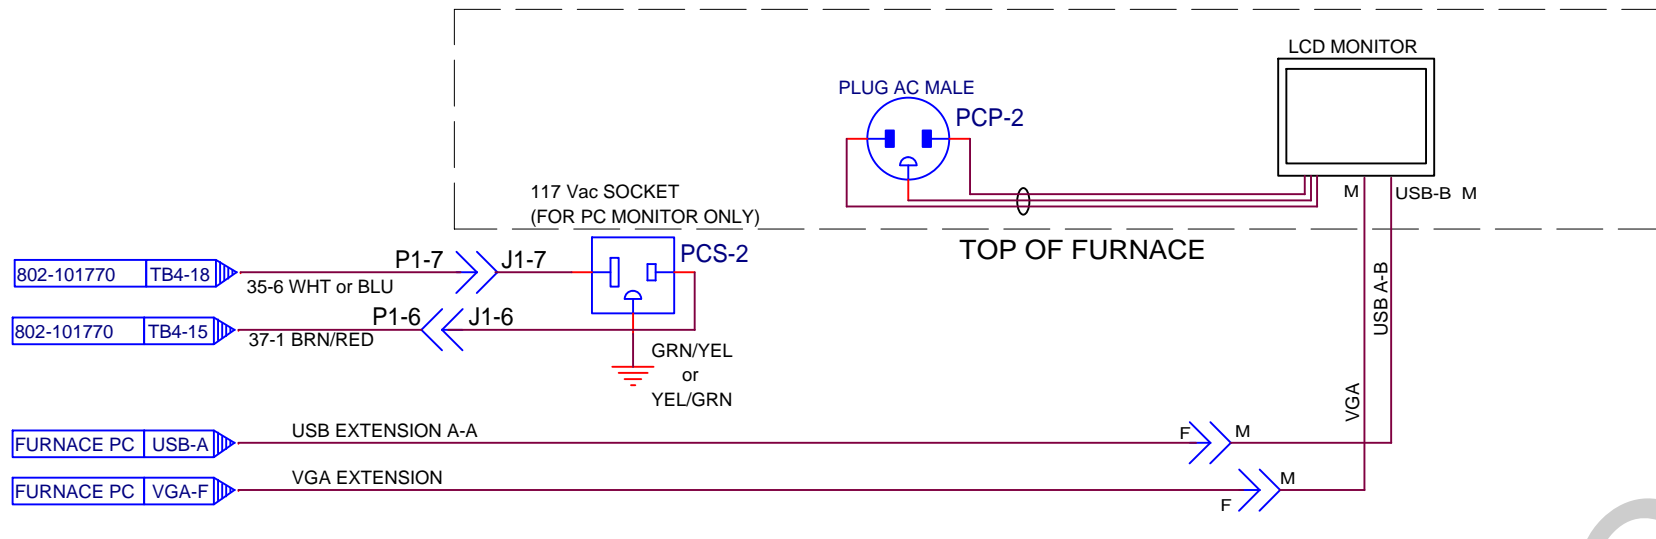 LCD MONITOR
PLUG AC MALE
PCP-2
117 Vac SOCKET
(FOR PC MONITOR ONLY)
M
USB-B M
TOP OF FURNACE
PCS-2
P1-7
J1-7
802-101770 TB4-18
35-6 WHT or BLU
P1-6
J1-6
802-101770 TB4-15
37-1 BRN/RED
GRN/YEL
or
YEL/GRN
USB A-B
VGA
USB EXTENSION A-A
FURNACE PC USB-A
F
M
VGA EXTENSION
FURNACE PC VGA-F
F
M